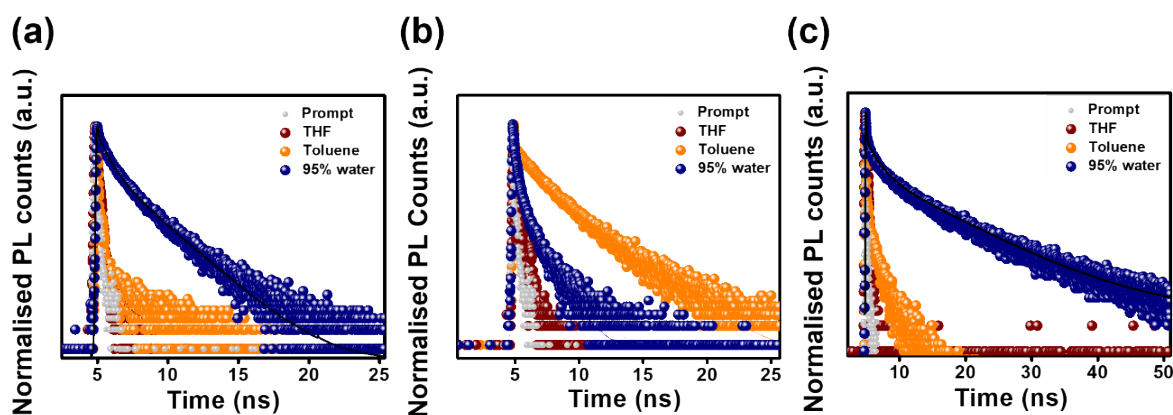 (a)
Normalised PL counts (a.u.)
Prompt
THF
Toluene
95% water
5 10 15 20 25
Time (ns)
(b)
Normalised PL Counts (a.u.)
Prompt
THF
Toluene
95% water
5 10 15 20 25
Time (ns)
(c)
Normalised PL counts (a.u.)
Prompt
THF
Toluene
95% water
10 20 30 40 50
Time (ns)